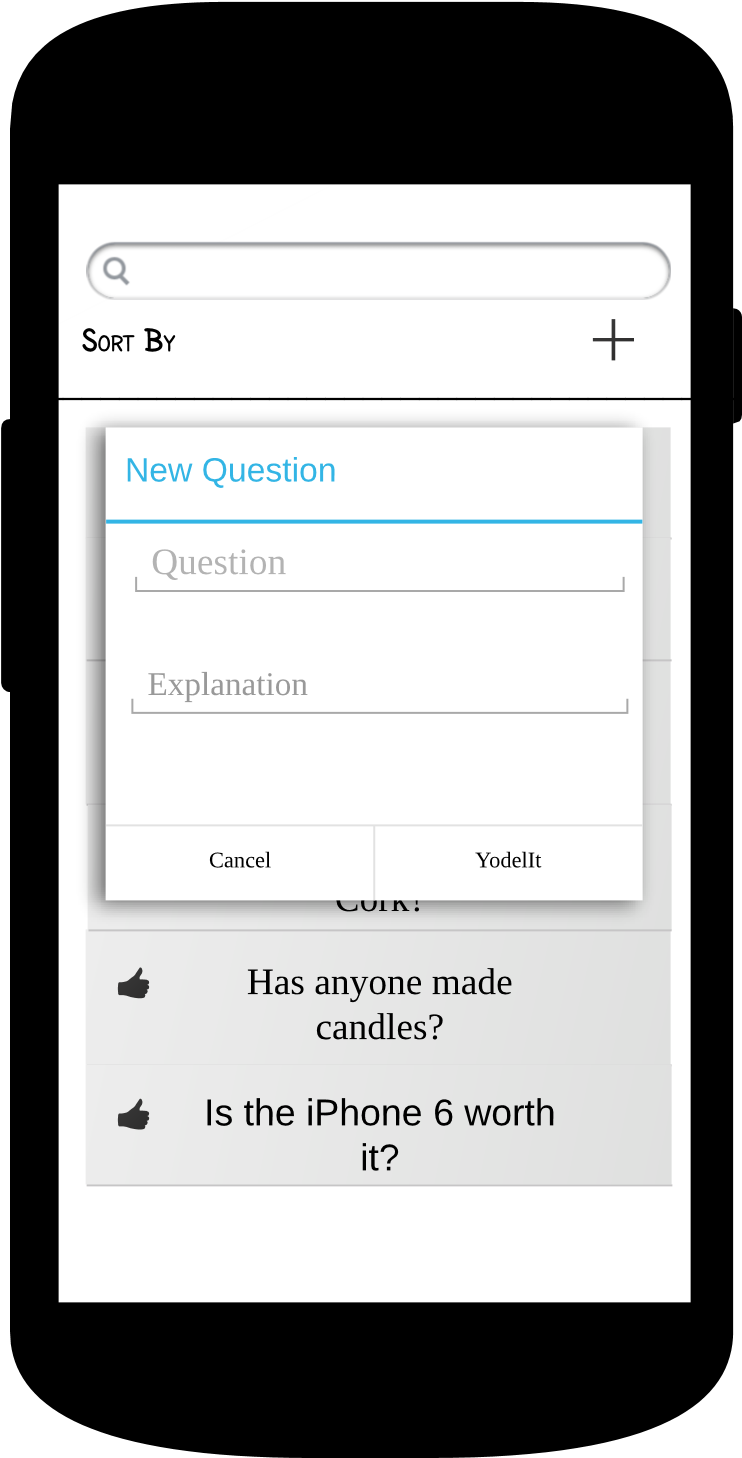 Sort By
New Question
Question
Explanation
Cancel
YodelIt
Cork!
Has anyone made
candles?
Is the iPhone 6 worth
it?